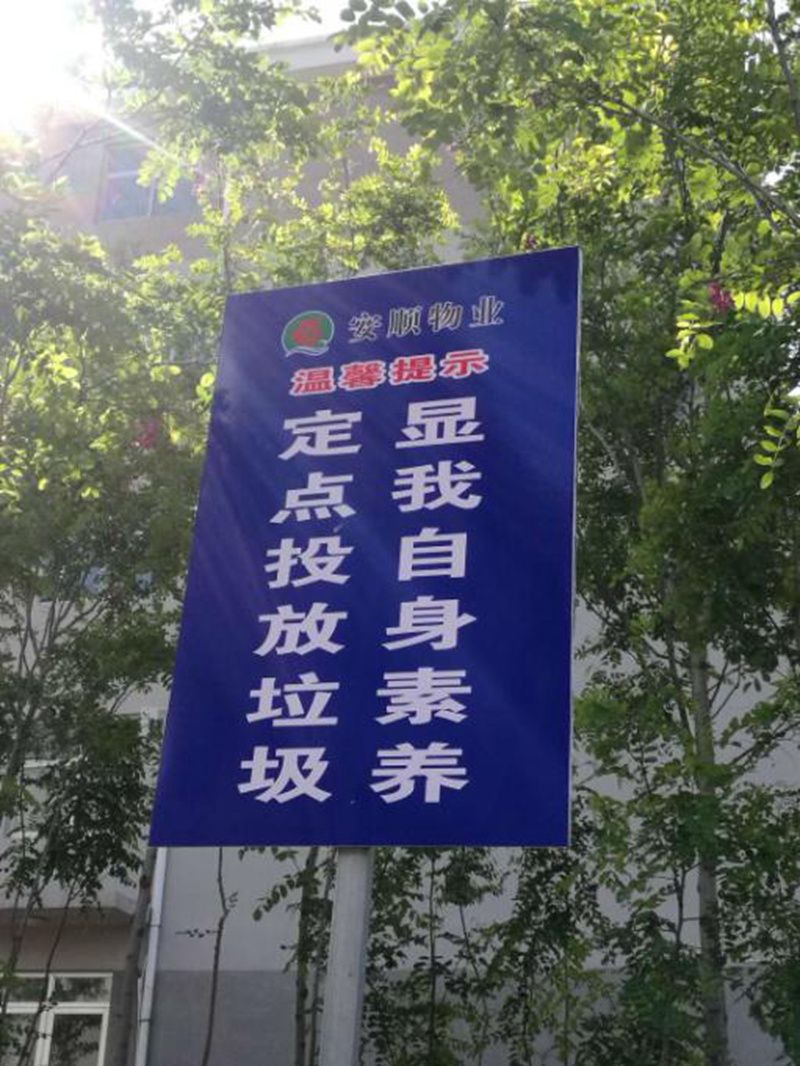 安顺物业
温馨提示
定点投放垃圾
显我自身素养